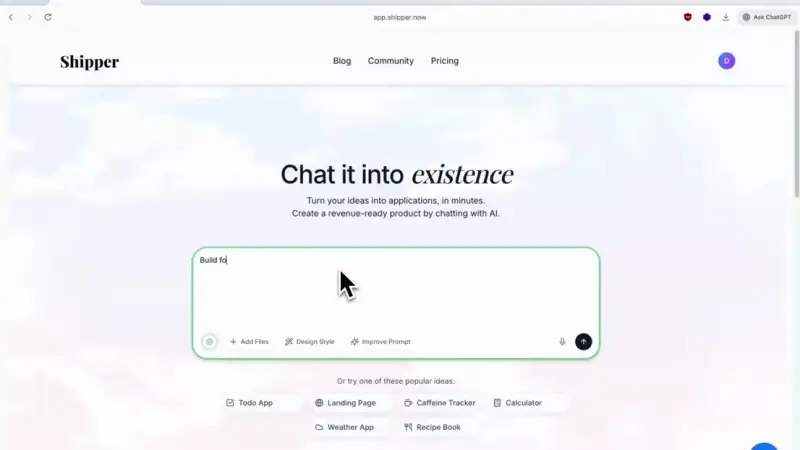 app.shipper.now
Ask ChatGPT
Shipper
Blog
Community
Pricing
D
Chat it into existence
Turn your ideas into applications, in minutes.
Create a revenue-ready product by chatting with AI.
Build fo
Add Files
Design Style
Improve Prompt
Or try one of these popular ideas:
Todo App
Landing Page
Caffeine Tracker
Calculator
Weather App
Recipe Book